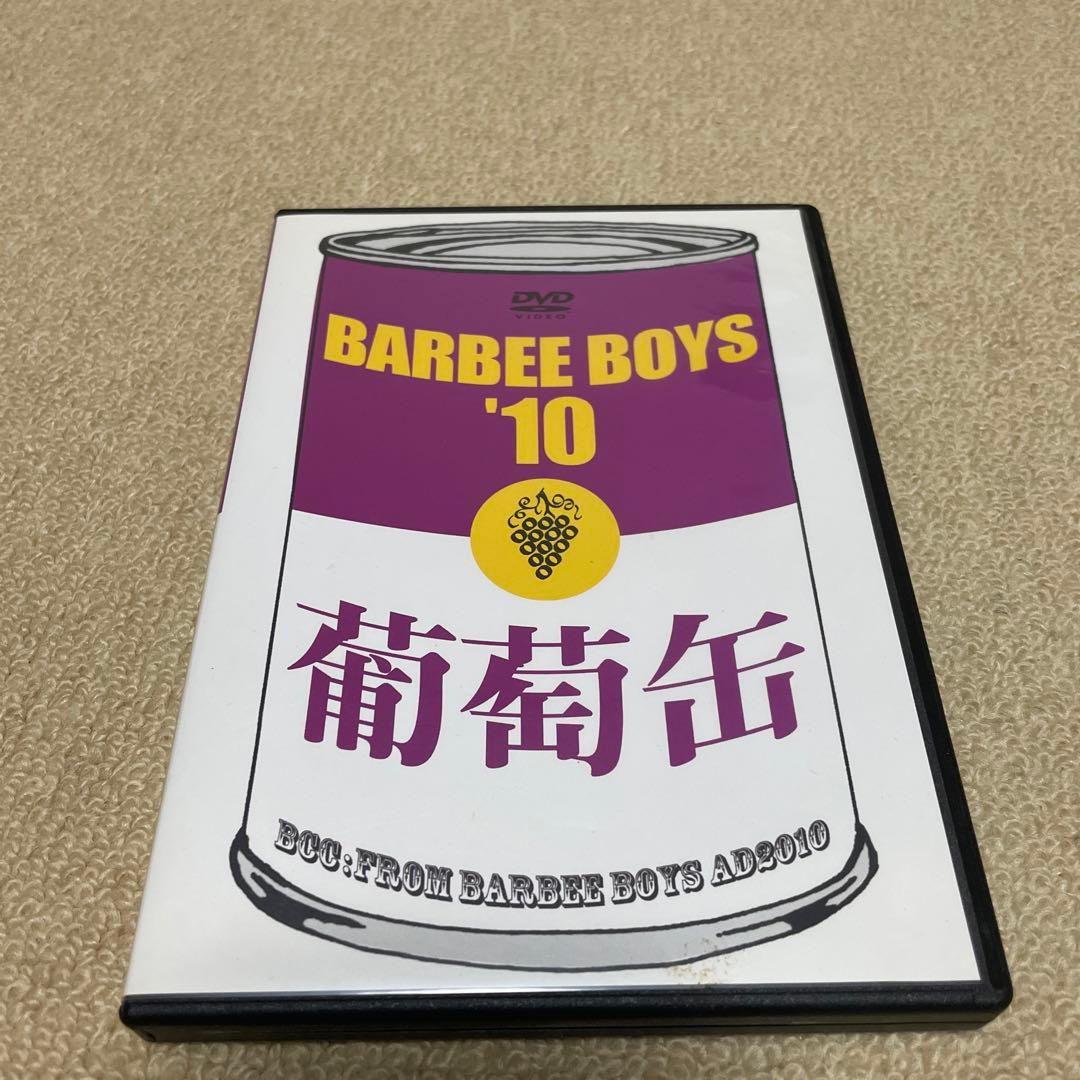 DVD
VIDEO
BARBEE BOYS
'10
葡萄缶
BCC:FROM BARBEE BOYS AD2010